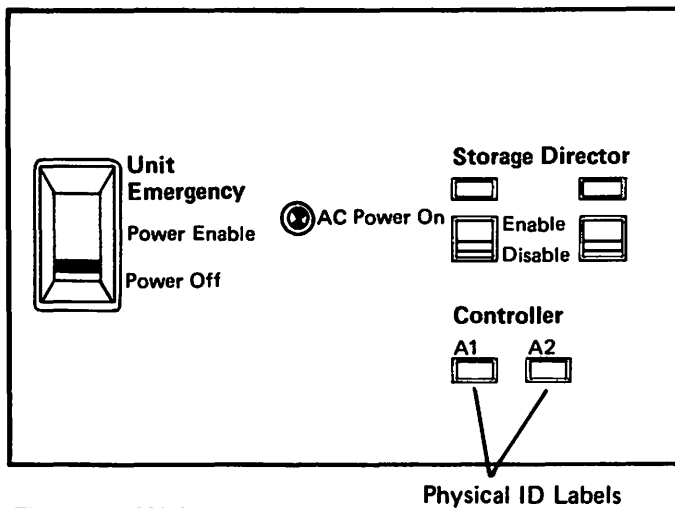 Unit
Emergency
Power Enable
Power Off
AC Power On
Storage Director
Enable
Disable
Controller
A1 A2
Physical ID Labels